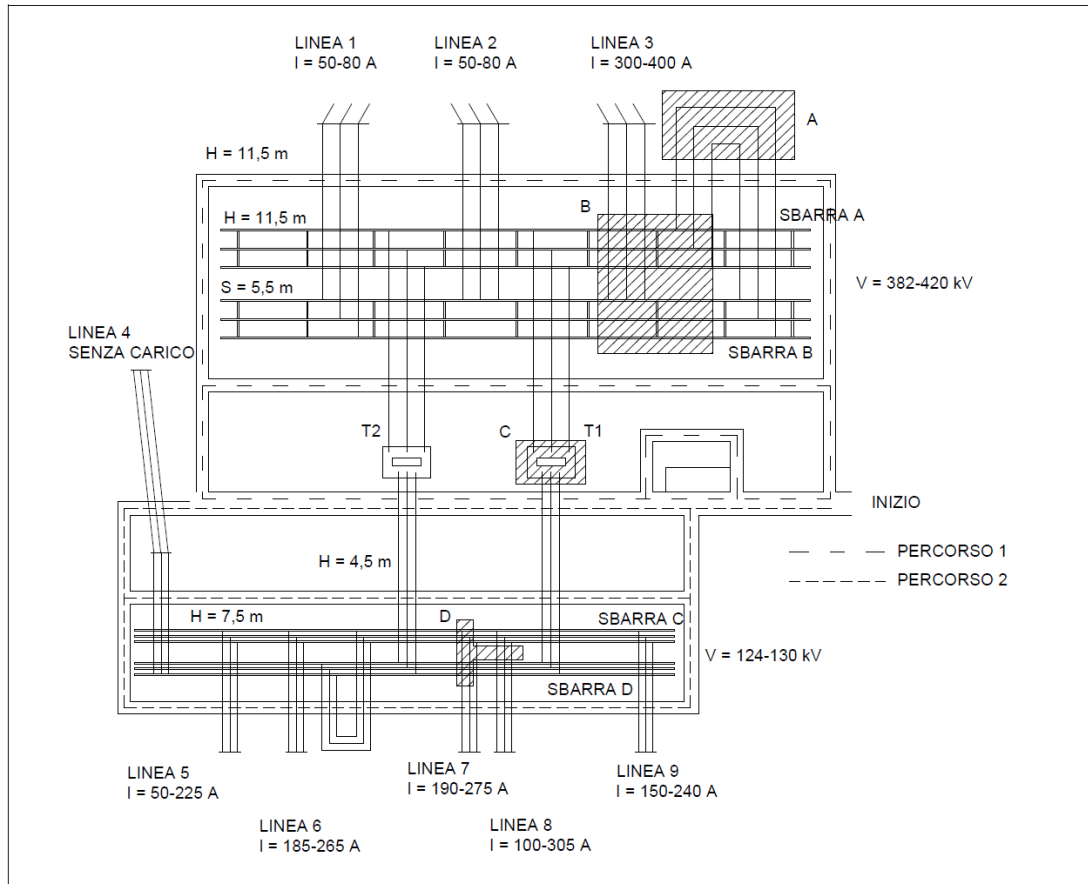 LINEA 1
I = 50-80 A
LINEA 2
I = 50-80 A
LINEA 3
I = 300-400 A
A
H = 11,5 m
B
H = 11,5 m
SBARRA A
S = 5,5 m
V = 382-420 kV
LINEA 4
SENZA CARICO
SBARRA B
T2
C
T1
INIZIO
PERCORSO 1
PERCORSO 2
H = 4,5 m
H = 7,5 m
D
SBARRA C
V = 124-130 kV
SBARRA D
LINEA 5
I = 50-225 A
LINEA 7
I = 190-275 A
LINEA 9
I = 150-240 A
LINEA 6
I = 185-265 A
LINEA 8
I = 100-305 A